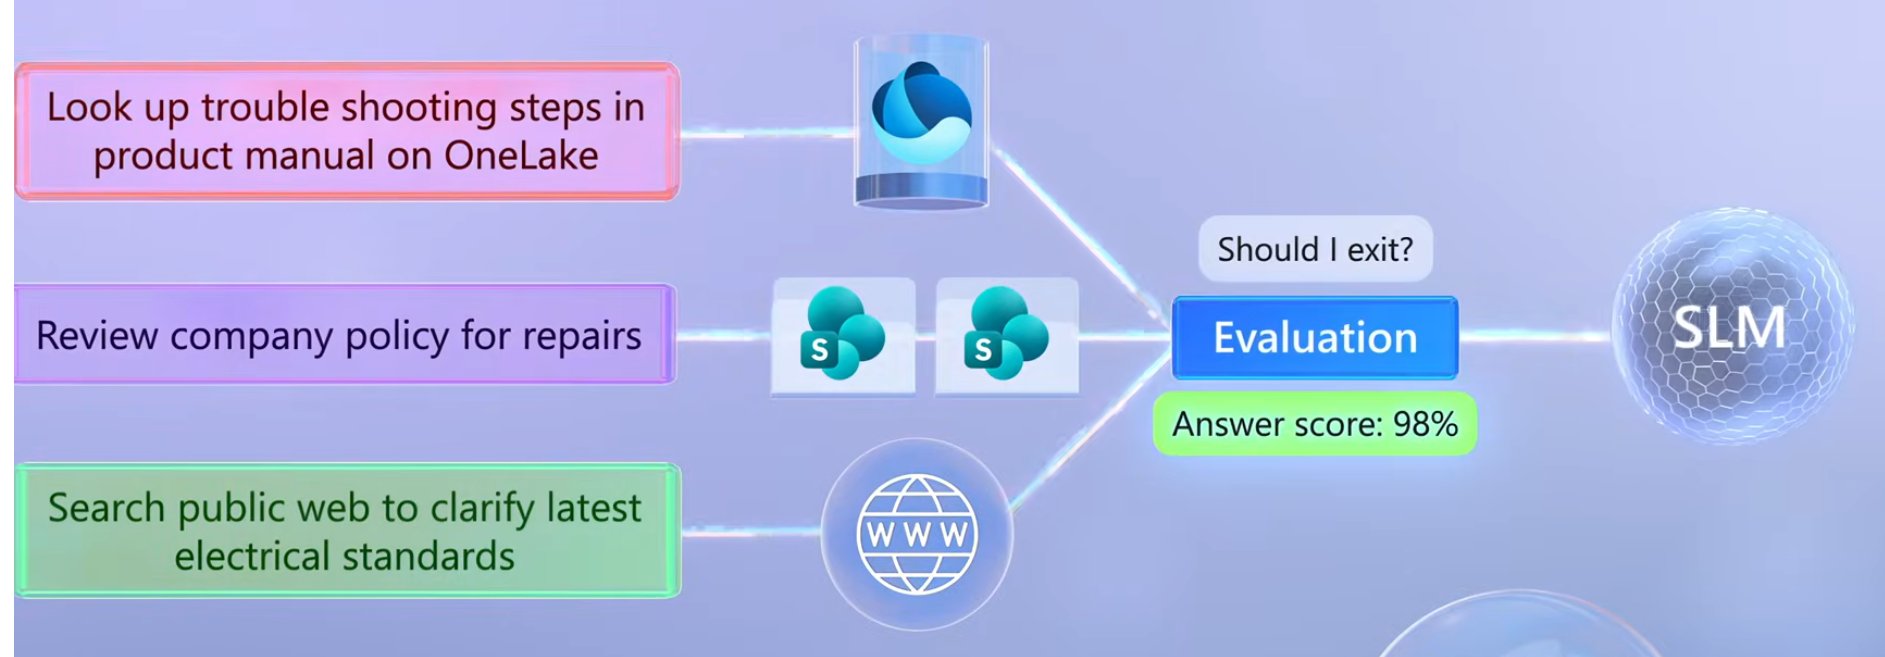 Look up trouble shooting steps in
product manual on OneLake
Should I exit?
Review company policy for repairs
S
S
Evaluation
SLM
Answer score: 98%
Search public web to clarify latest
electrical standards
WWW